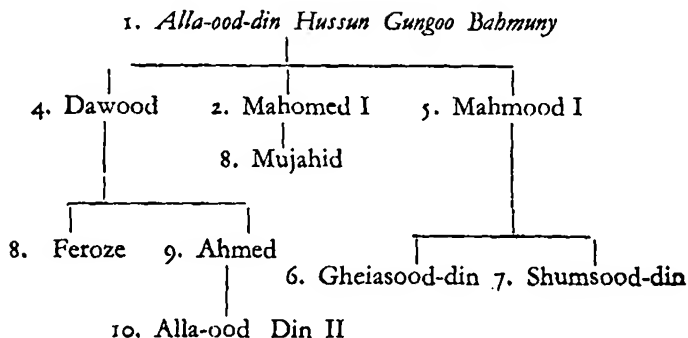 1. Alla-ood-din Hussun Gungoo Bahmuny
4. Dawood 2. Mahomed I 5. Mahmood I
8. Mujahid
8. Feroze 9. Ahmed
6. Gheiasood-din 7. Shumsood-din
10. Alla-ood Din II